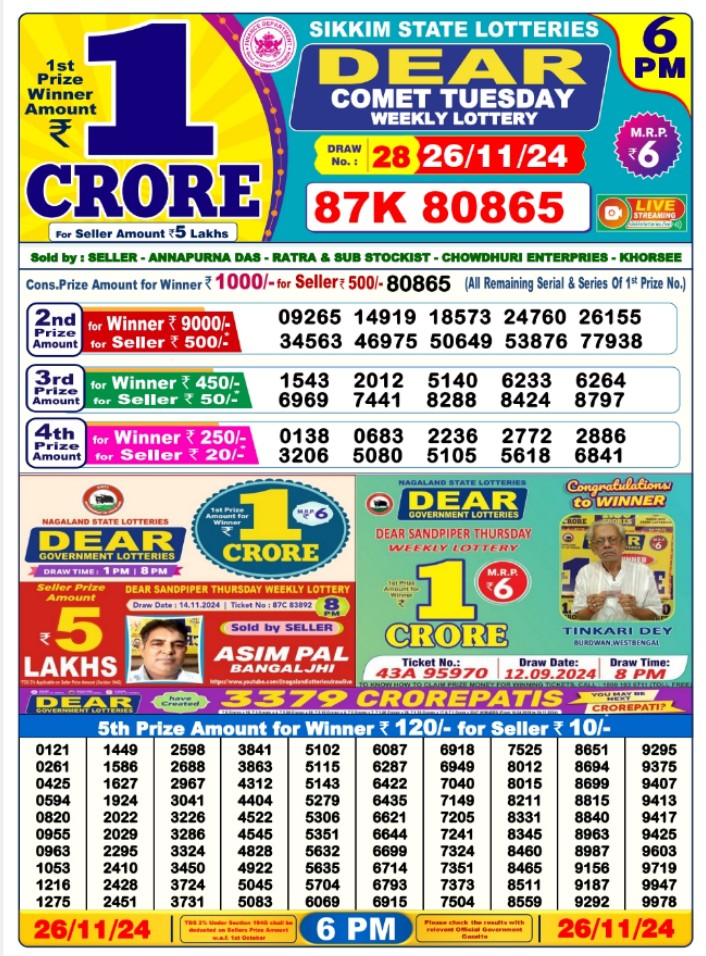 1st
Prize
Winner
Amount
₹
1
CRORE
For Seller Amount ₹5 Lakhs
SIKKIM STATE LOTTERIES
DEAR
COMET TUESDAY
WEEKLY LOTTERY
6
PM
DRAW
No. :
28
26/11/24
M.R.P.
₹6
87K 80865
LIVE
STREAMING
Sold by : SELLER - ANNAPURNA DAS - RATRA & SUB STOCKIST - CHOWDHURI ENTERPRIES - KHORSEE
Cons.Prize Amount for Winner ₹ 1000/- for Seller ₹ 500/- 80865 (All Remaining Serial & Series Of 1st Prize No.)
2nd
Prize
Amount
for Winner ₹ 9000/-
for Seller ₹ 500/-*
09265 14919 18573 24760 26155
34563 46975 50649 53876 77938
3rd
Prize
Amount
for Winner ₹ 450/-
for Seller ₹ 50/-*
1543 2012 5140 6233 6264
6969 7441 8288 8424 8797
4th
Prize
Amount
for Winner ₹ 250/-
for Seller ₹ 20/-*
0138 0683 2236 2772 2886
3206 5080 5105 5618 6841
NAGALAND STATE LOTTERIES
DEAR
GOVERNMENT LOTTERIES
DRAW TIME : 1 PM | 8 PM
1st Prize
Amount for
Winner
₹
1
CRORE
M.R.P.
₹6
Seller Prize
Amount
₹5
LAKHS
DEAR SANDPIPER THURSDAY WEEKLY LOTTERY
Draw Date : 14.11.2024 | Ticket No : 87C 83892
8
PM
Sold by SELLER
ASIM PAL
BANGALJHI
NAGALAND STATE LOTTERIES
DEAR
GOVERNMENT LOTTERIES
DEAR SANDPIPER THURSDAY
WEEKLY LOTTERY
1st Prize
Amount for
Winner
₹
1
CRORE
M.R.P.
₹6
Congratulations
to WINNER
TINKARI DEY
BURDWAN, WESTBENGAL
Ticket No.:
Draw Date:
Draw Time:
95970
12.09.2024
8 PM
DEAR
GOVERNMENT LOTTERIES
have
Created
3379 CROREPATIS
YOU MAY BE
NEXT
CROREPATI?
5th Prize Amount for Winner ₹ 120/- for Seller ₹ 10/-
0121 1449 2598 3841 5102 6087 6918 7525 8651 9295
0261 1586 2688 3863 5115 6287 6949 8012 8694 9375
0425 1627 2967 4312 5143 6422 7040 8015 8699 9407
0594 1924 3041 4404 5279 6435 7149 8211 8815 9413
0820 2022 3226 4522 5306 6621 7205 8331 8840 9417
0955 2029 3286 4545 5351 6644 7241 8345 8963 9425
0963 2295 3324 4828 5632 6699 7324 8460 8987 9603
1053 2410 3450 4922 5635 6714 7351 8465 9156 9719
1216 2428 3724 5045 5704 6793 7373 8511 9187 9947
1275 2451 3731 5083 6069 6915 7504 8559 9292 9978
26/11/24
TDS 2% Under Section 194G shall be
deducted on Sellers Prize Amount
w.e.f. 1st October
6 PM
Please check the results with
relevant Official Government
Gazette
26/11/24